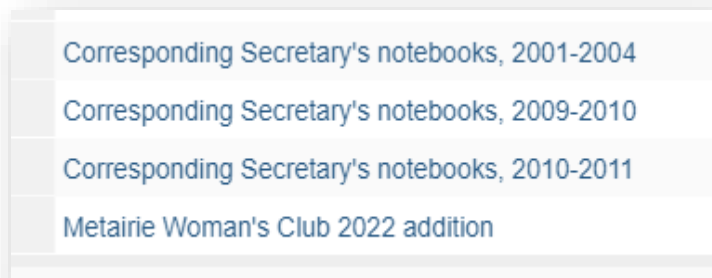 Corresponding Secretary's notebooks, 2001-2004
Corresponding Secretary's notebooks, 2009-2010
Corresponding Secretary's notebooks, 2010-2011
Metairie Woman's Club 2022 addition